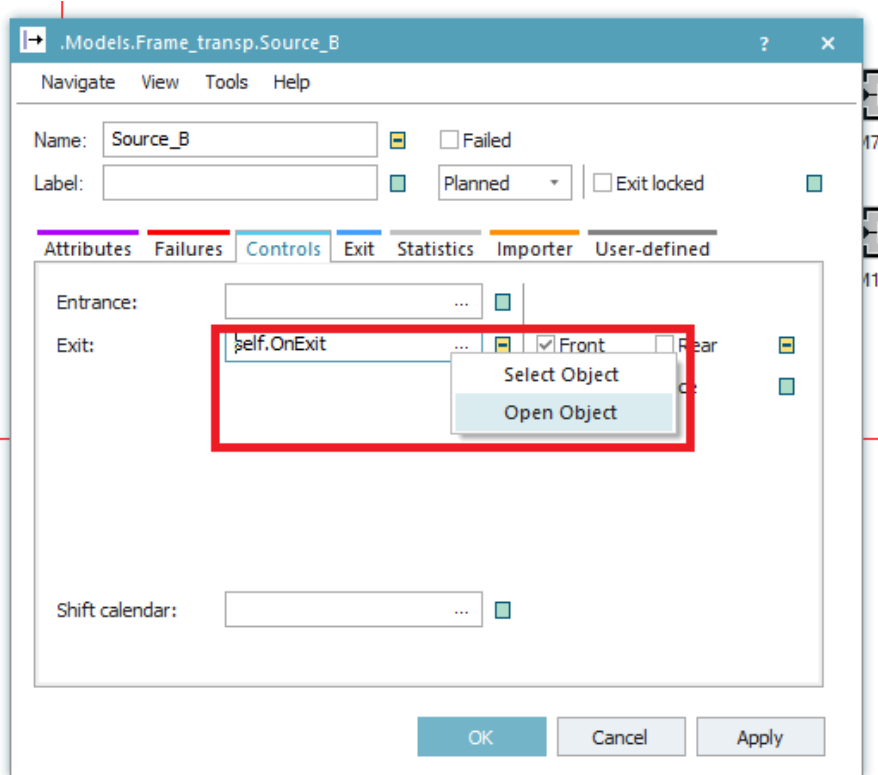 .Models.Frame_transp.Source_B ? ×
Navigate View Tools Help
Name: Source_B Failed
Label: Planned Exit locked
Attributes Failures Controls Exit Statistics Importer User-defined
Entrance: ...
Exit: self.OnExit ... Front Rear
Select Object
Open Object
Shift calendar: ...
OK Cancel Apply